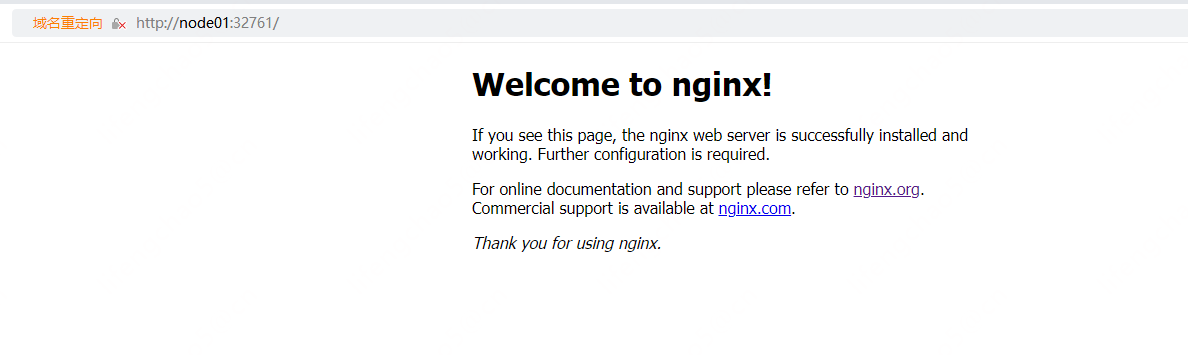 域名重定向 http://node01:32761/
Welcome to nginx!
If you see this page, the nginx web server is successfully installed and
working. Further configuration is required.
For online documentation and support please refer to nginx.org.
Commercial support is available at nginx.com.
Thank you for using nginx.